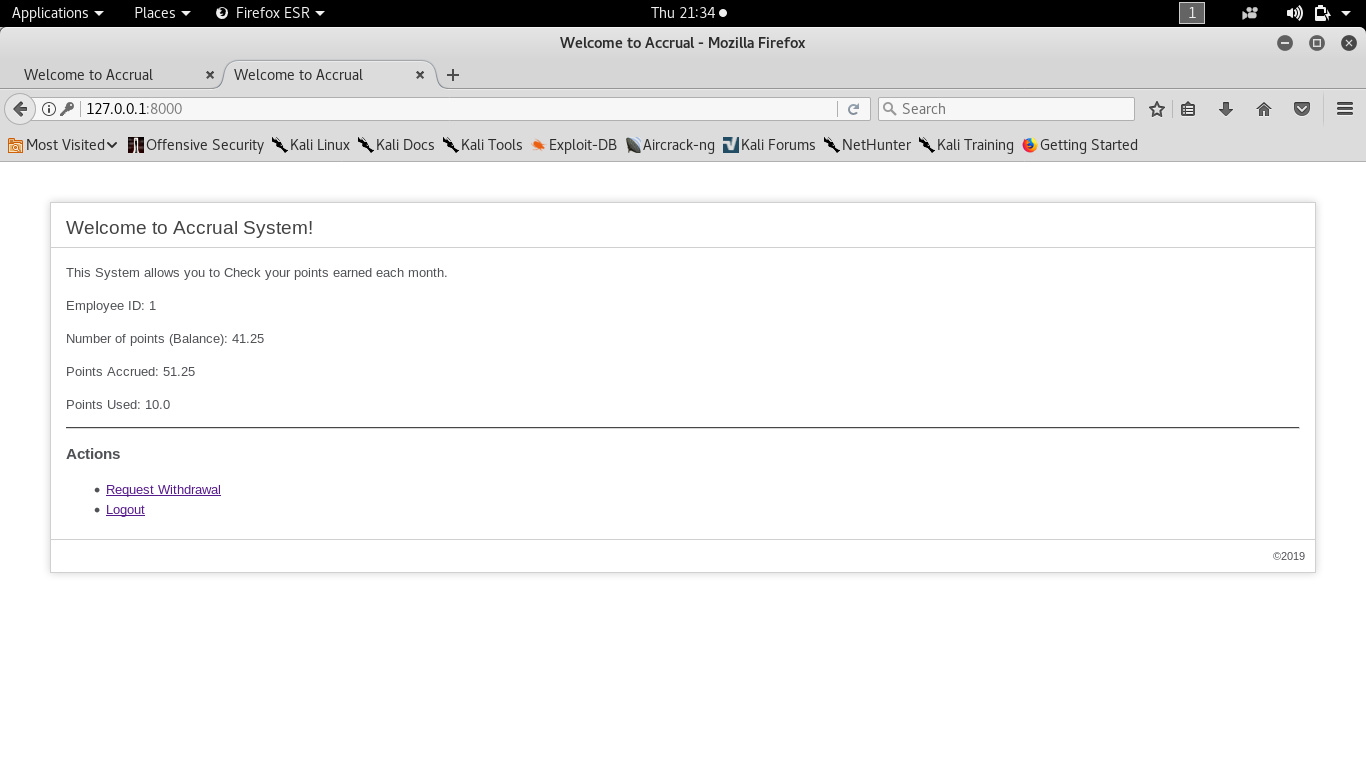 Applications Places Firefox ESR Thu 21:34 1
Welcome to Accrual - Mozilla Firefox
Welcome to Accrual Welcome to Accrual
127.0.0.1:8000 Search
Most Visited Offensive Security Kali Linux Kali Docs Kali Tools Exploit-DB Aircrack-ng Kali Forums NetHunter Kali Training Getting Started
Welcome to Accrual System!
This System allows you to Check your points earned each month.
Employee ID: 1
Number of points (Balance): 41.25
Points Accrued: 51.25
Points Used: 10.0
Actions
Request Withdrawal
Logout
©2019